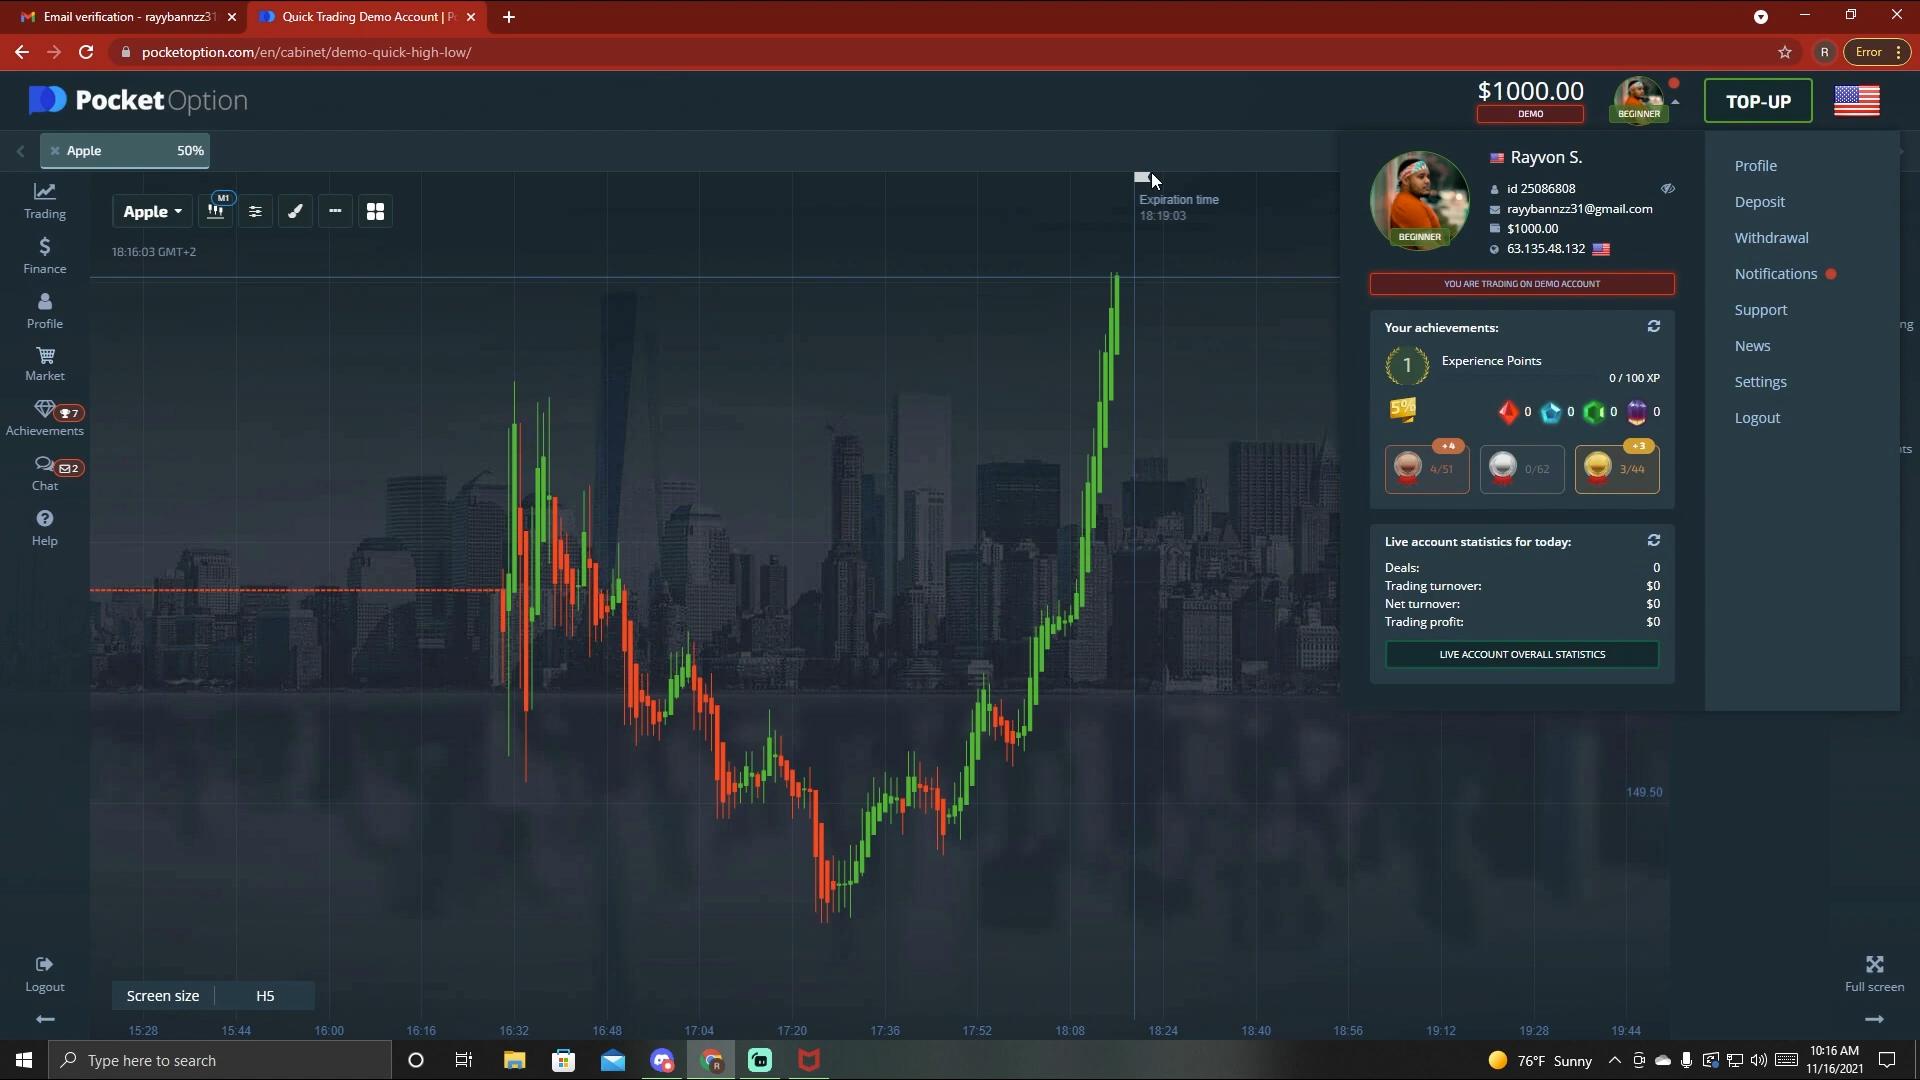 Email verification - rayybannzz31
Quick Trading Demo Account | Po
pocketoption.com/en/cabinet/demo-quick-high-low/
R
Error
PocketOption
$1000.00
DEMO
BEGINNER
TOP-UP
Apple 50%
Trading
Finance
Profile
Market
7
Achievements
2
Chat
Help
Logout
Apple
M1
18:16:03 GMT+2
Expiration time
18:19:03
BEGINNER
Rayvon S.
id 25086808
rayybannzz31@gmail.com
$1000.00
63.135.48.132
YOU ARE TRADING ON DEMO ACCOUNT
Your achievements:
1
Experience Points
0 / 100 XP
5%
0 0 0 0
+4
4/51
0/62
+3
3/44
Live account statistics for today:
Deals: 0
Trading turnover: $0
Net turnover: $0
Trading profit: $0
LIVE ACCOUNT OVERALL STATISTICS
Profile
Deposit
Withdrawal
Notifications
Support
News
Settings
Logout
ng
ts
149.50
Full screen
Screen size H5
15:28 15:44 16:00 16:16 16:32 16:48 17:04 17:20 17:36 17:52 18:08 18:24 18:40 18:56 19:12 19:28 19:44
Type here to search
R
76°F Sunny
10:16 AM
11/16/2021